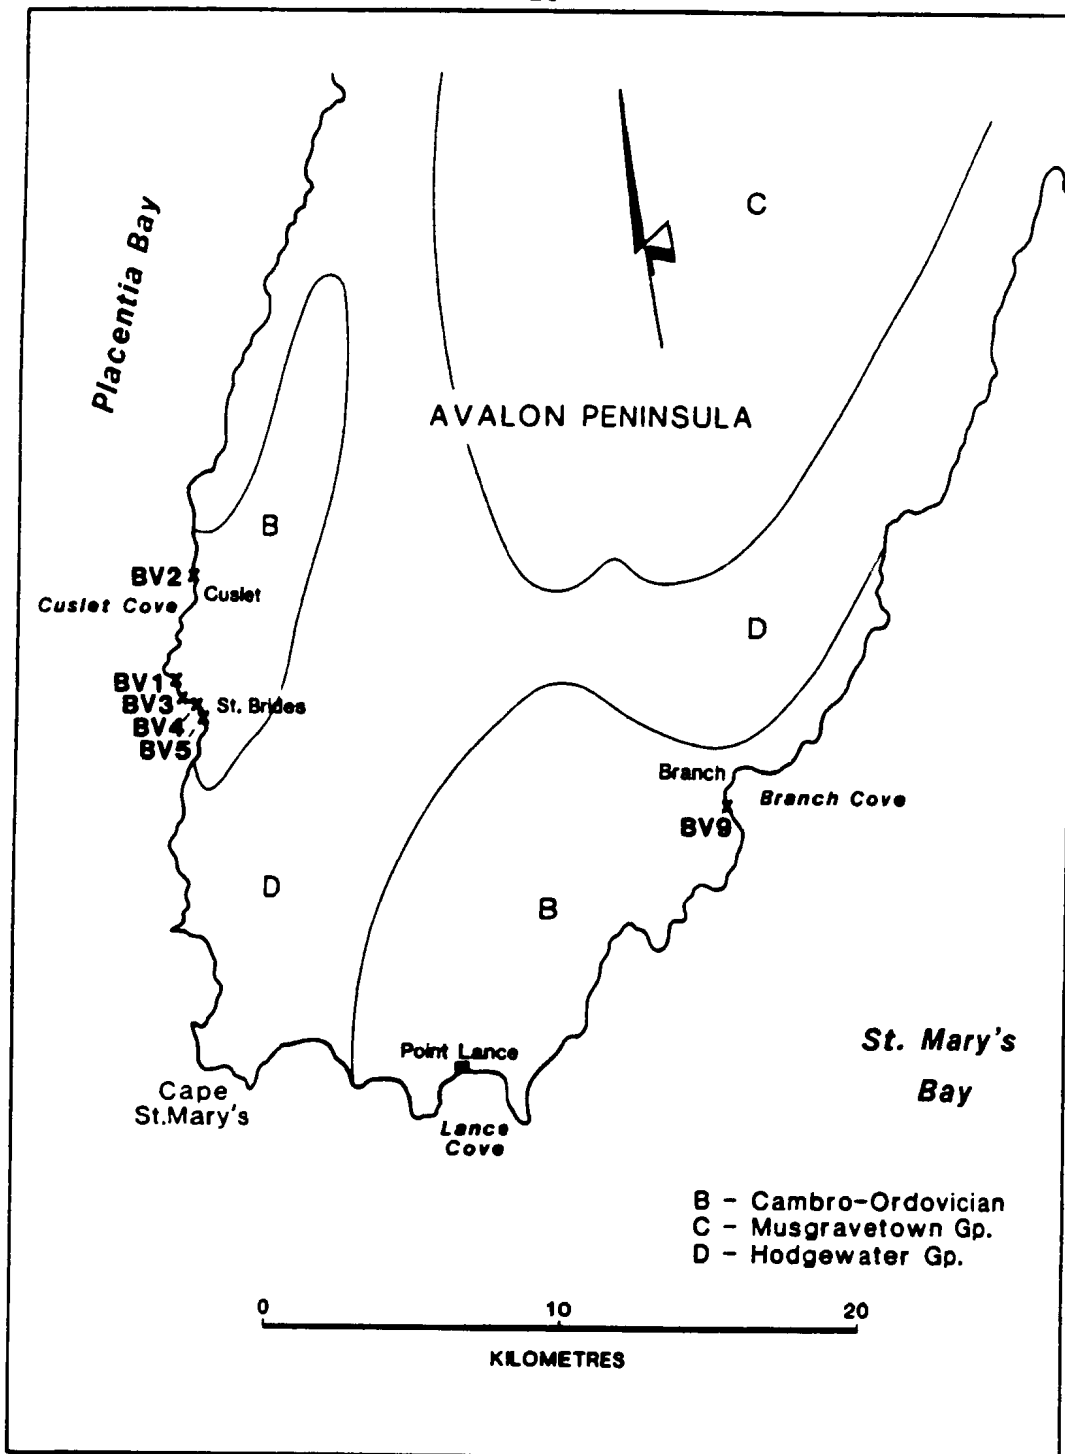 C
Placentia Bay
AVALON PENINSULA
B
BV2
Cuslet
Cuslet Cove
D
BV1
BV3
St. Brides
BV4
BV5
Branch
Branch Cove
BV9
D
B
St. Mary's
Bay
Point Lance
Cape
St.Mary's
Lance
Cove
B - Cambro-Ordovician
C - Musgravetown Gp.
D - Hodgewater Gp.
0 10 20
KILOMETRES